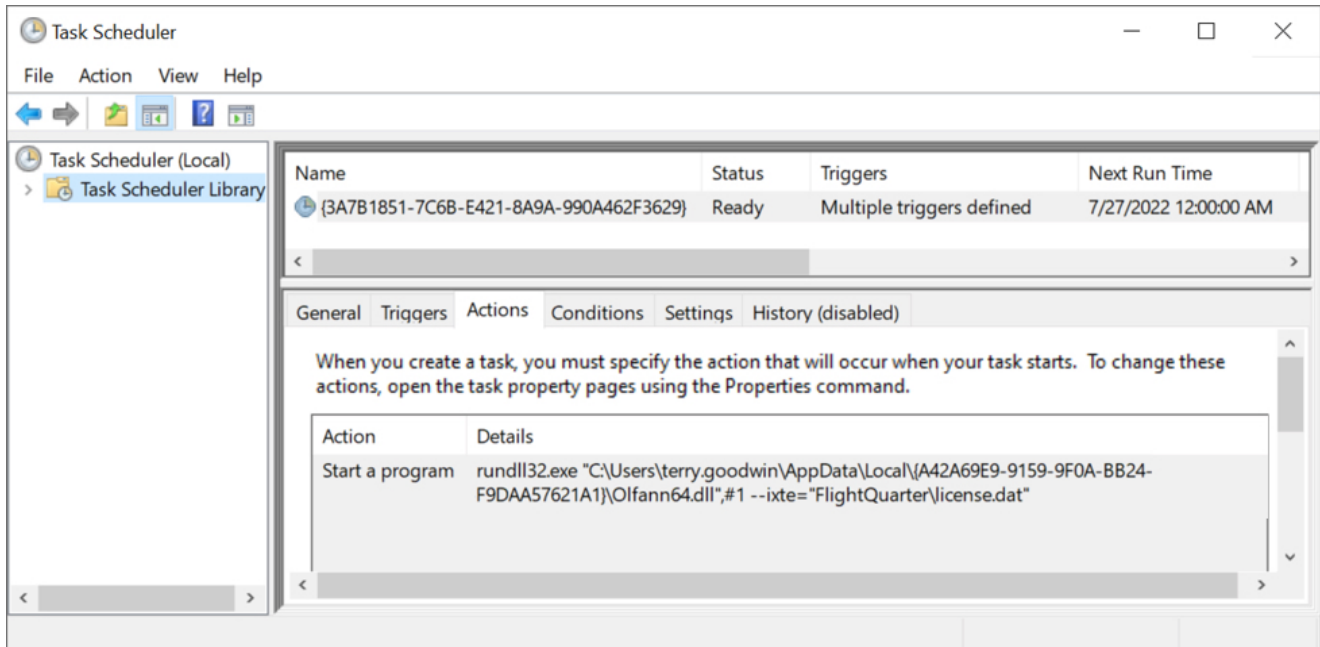 Task Scheduler
File Action View Help
Task Scheduler (Local)
Task Scheduler Library
Name Status Triggers Next Run Time
{3A7B1851-7C6B-E421-8A9A-990A462F3629} Ready Multiple triggers defined 7/27/2022 12:00:00 AM
General Triggers Actions Conditions Settings History (disabled)
When you create a task, you must specify the action that will occur when your task starts. To change these
actions, open the task property pages using the Properties command.
Action Details
Start a program rundll32.exe "C:\Users\terry.goodwin\AppData\Local\{A42A69E9-9159-9F0A-BB24-
F9DAA57621A1}\Olfann64.dll",#1 --ixte="FlightQuarter\license.dat"